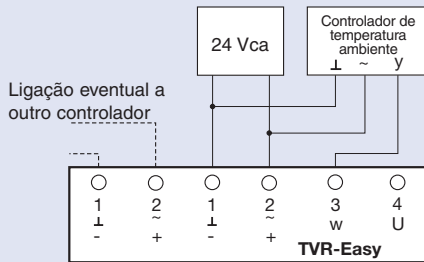 24 Vca
Controlador de
temperatura
ambiente
⊥ ~ y
Ligação eventual a
outro controlador
1 2 1 2 3 4
⊥ ~ ⊥ ~ w U
- + - +
TVR-Easy